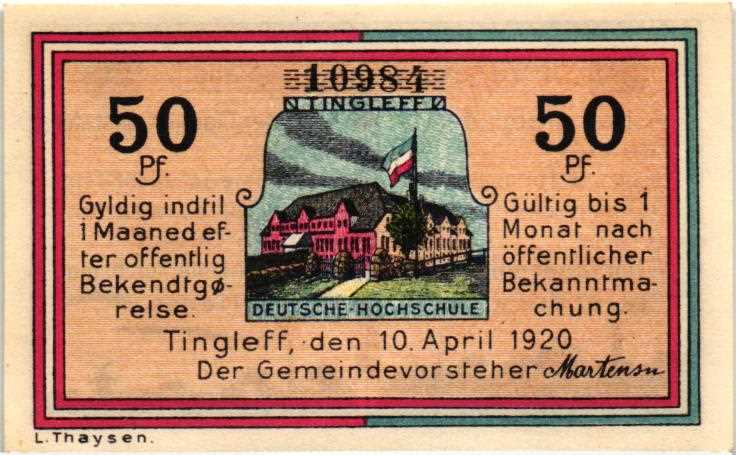 10984
TINGLEFF
50
Pf.
Gyldig indtil
1 Maaned ef-
ter offentlig
Bekendtgø-
relse.
50
Pf.
Gültig bis 1
Monat nach
öffentlicher
Bekanntma-
chung.
DEUTSCHE-HOCHSCHULE
Tingleff, den 10. April 1920
Der Gemeindevorsteher Martensen
L. Thaysen.